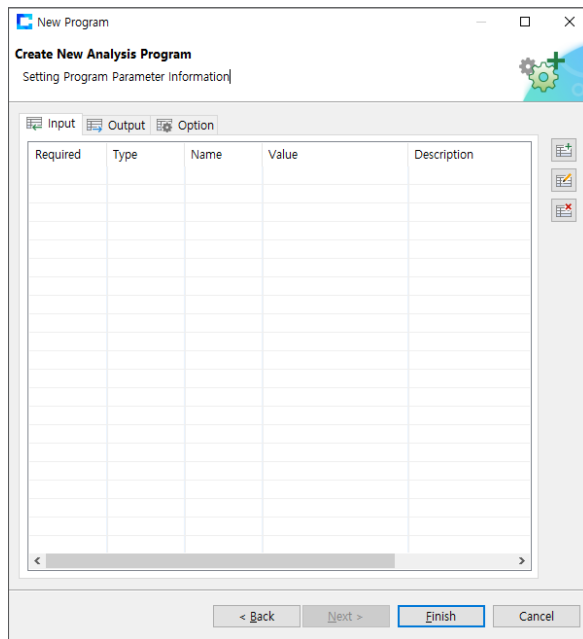 New Program
Create New Analysis Program
Setting Program Parameter Information
Input Output Option
Required Type Name Value Description
< Back Next > Finish Cancel